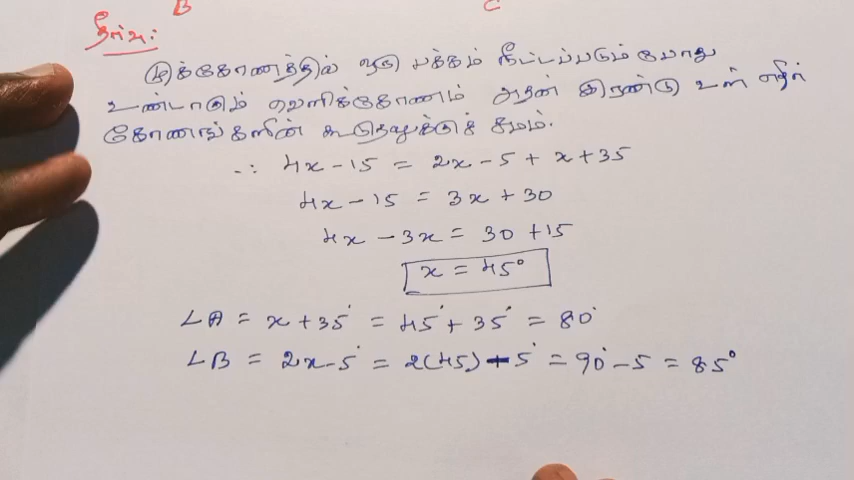 B C
தீர்வு:
முக்கோணத்தில் ஒரு பக்கம் நீட்டப்படும்போது
உண்டாகும் வெளிக்கோணம் அதன் இரண்டு உள் எதிர்
கோணங்களின் கூடுதலுக்குச் சமம்.
∴ 4x - 15 = 2x - 5 + x + 35
4x - 15 = 3x + 30
4x - 3x = 30 + 15
x = 45°
∠A = x + 35° = 45° + 35° = 80°
∠B = 2x - 5° = 2(45) - 5° = 90° - 5 = 85°